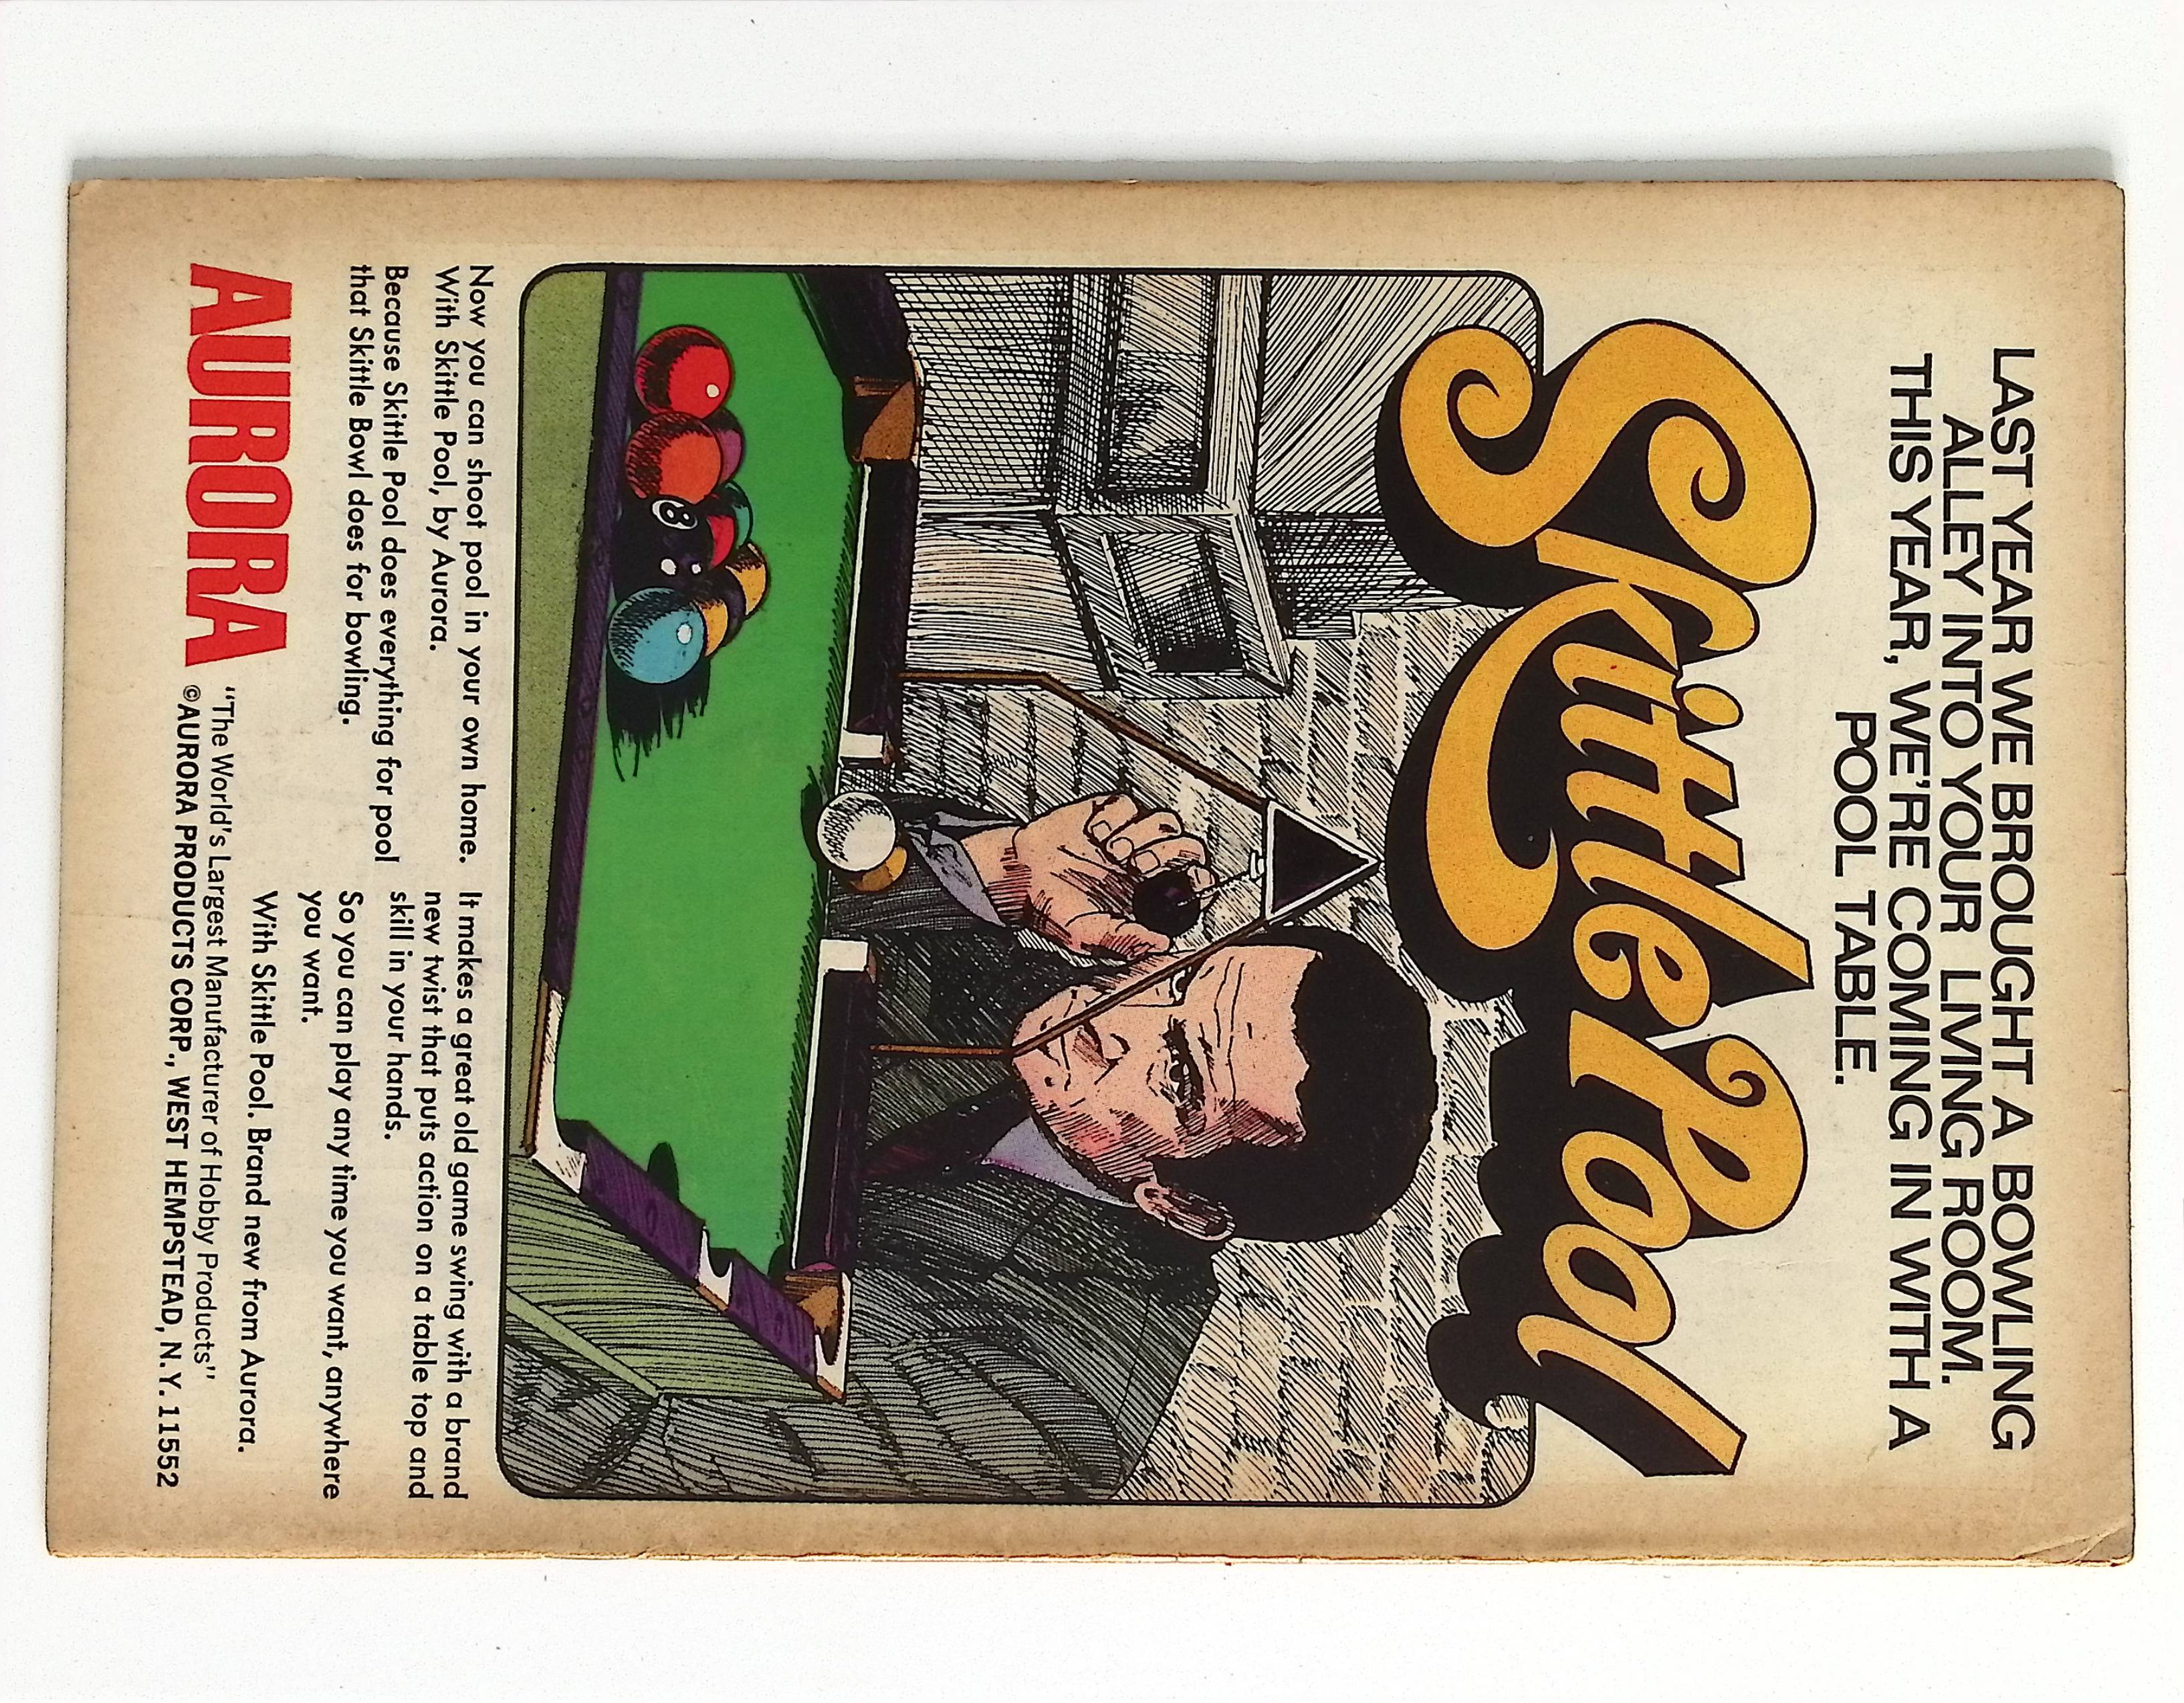 LAST YEAR WE BROUGHT A BOWLING
ALLEY INTO YOUR LIVING ROOM.
THIS YEAR, WE'RE COMING IN WITH A
POOL TABLE.
Skittle Pool
8
Now you can shoot pool in your own home.
With Skittle Pool, by Aurora.
Because Skittle Pool does everything for pool
that Skittle Bowl does for bowling.
It makes a great old game swing with a brand
new twist that puts action on a table top and
skill in your hands.
So you can play any time you want, anywhere
you want.
With Skittle Pool. Brand new from Aurora.
AURORA
"The World's Largest Manufacturer of Hobby Products"
©AURORA PRODUCTS CORP., WEST HEMPSTEAD, N.Y. 11552